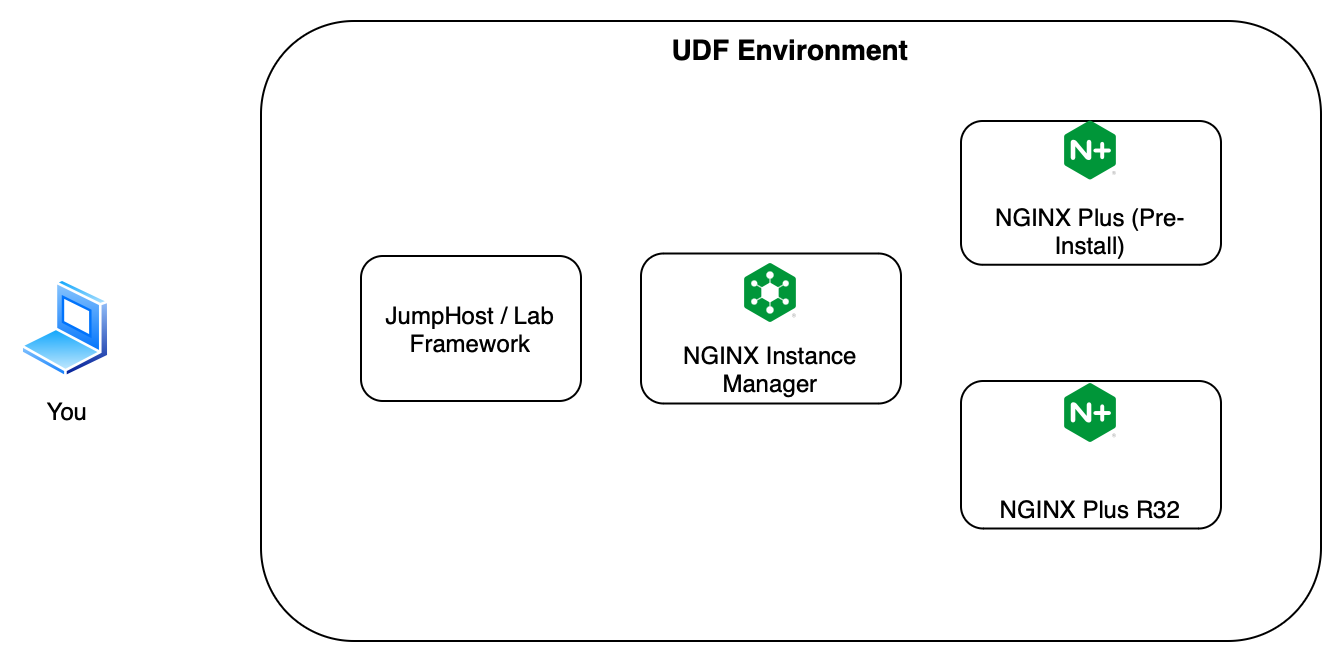 UDF Environment
N+
NGINX Plus (Pre-
Install)
JumpHost / Lab
Framework
NGINX Instance
Manager
You
N+
NGINX Plus R32